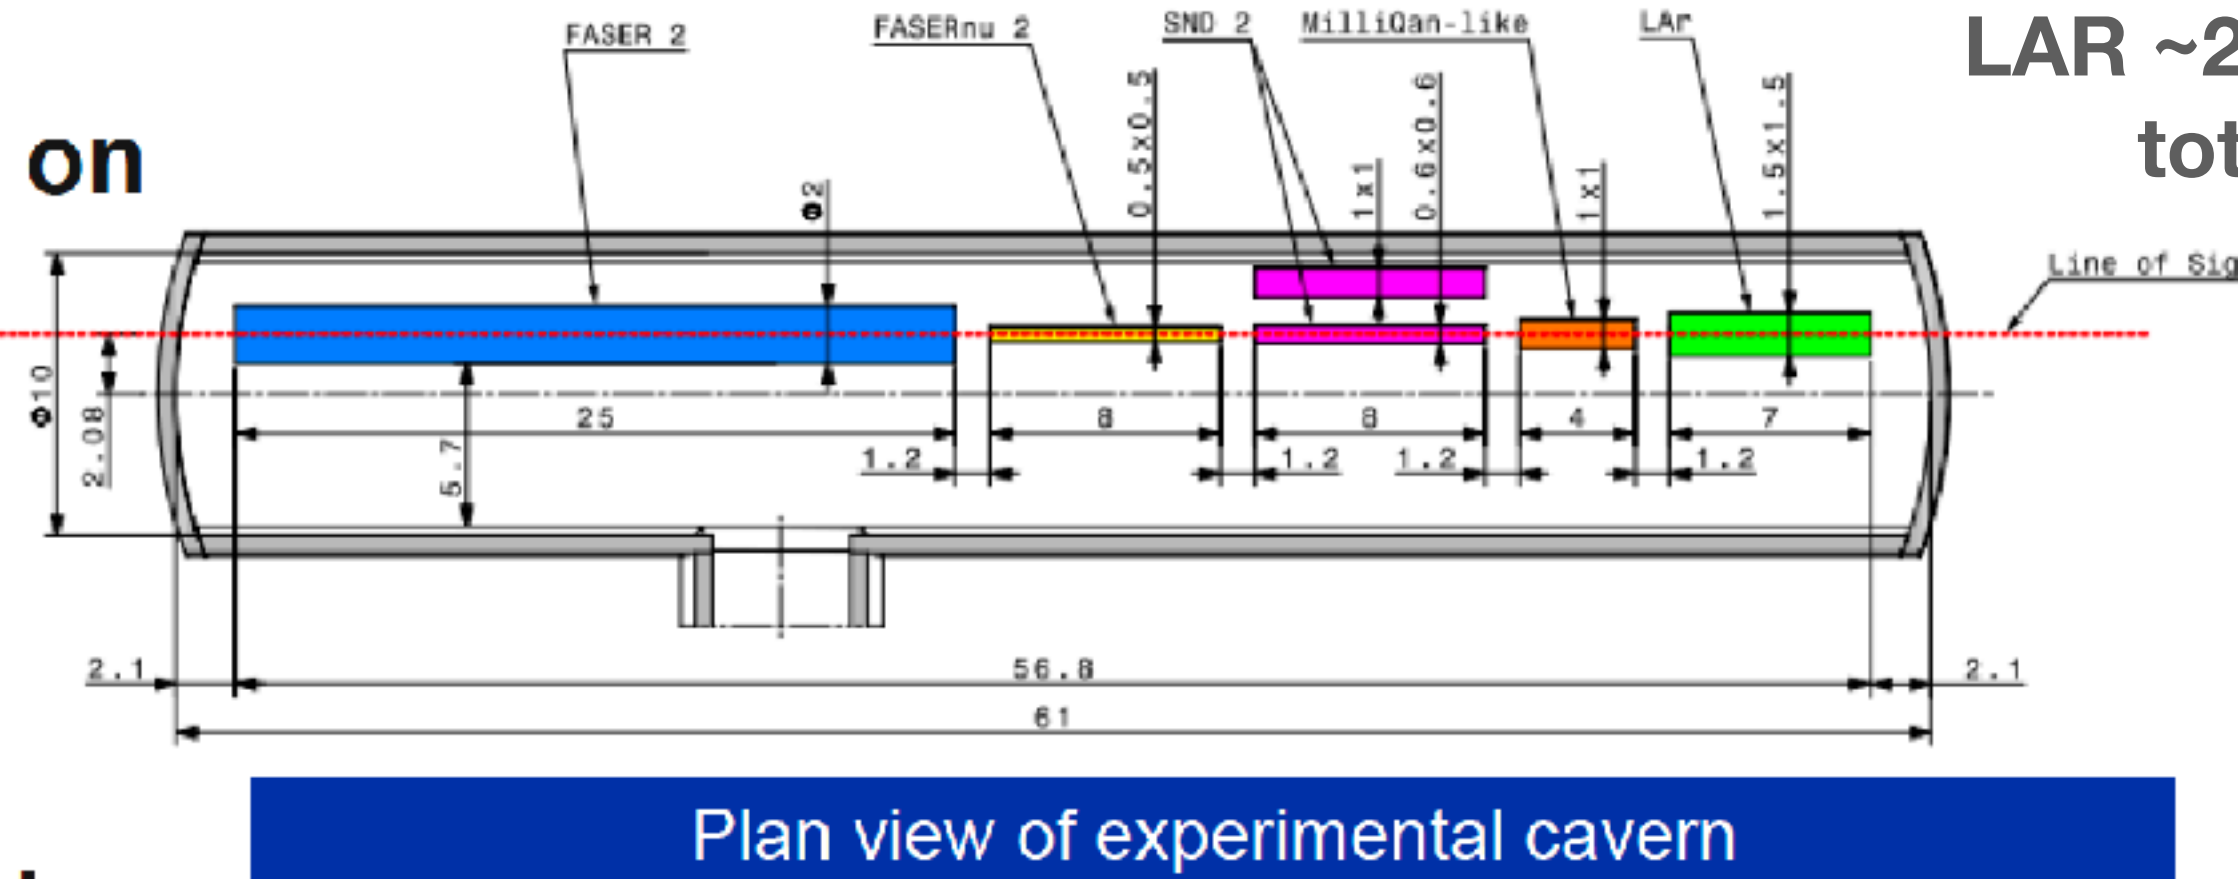 FASER 2
FASERnu 2
SND 2
MilliQan-like
LAr
LAR ~2
tot
on
Φ2
0.5x0.5
1x1
0.6x0.6
1x1
1.5x1.5
Line of Sig
Φ10
2.08
5.7
25
8
8
4
7
1.2
1.2
1.2
1.2
2.1
56.8
2.1
61
Plan view of experimental cavern